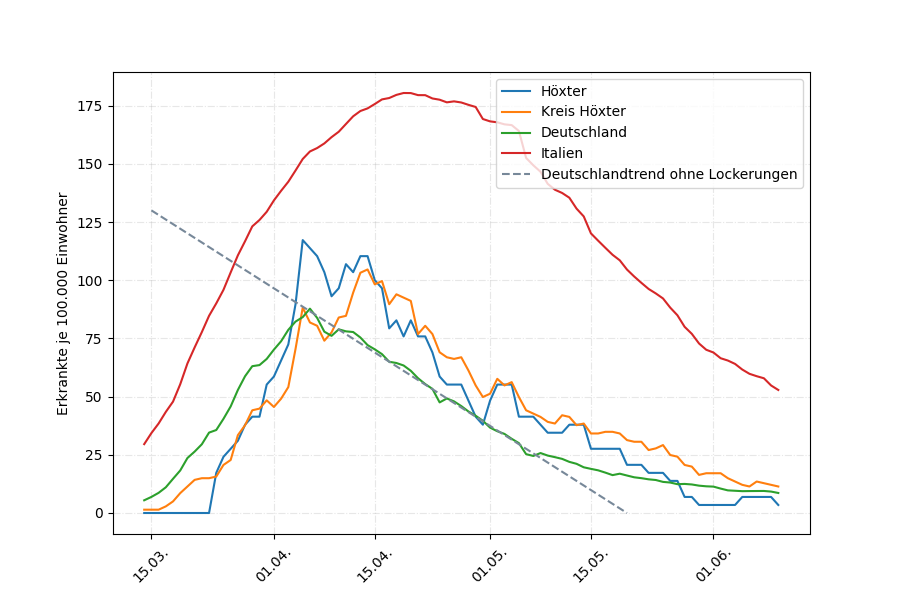 Höxter
Kreis Höxter
Deutschland
Italien
Deutschlandtrend ohne Lockerungen
Erkrankte je 100.000 Einwohner
175
150
125
100
75
50
25
0
15.03.
01.04.
15.04.
01.05.
15.05.
01.06.